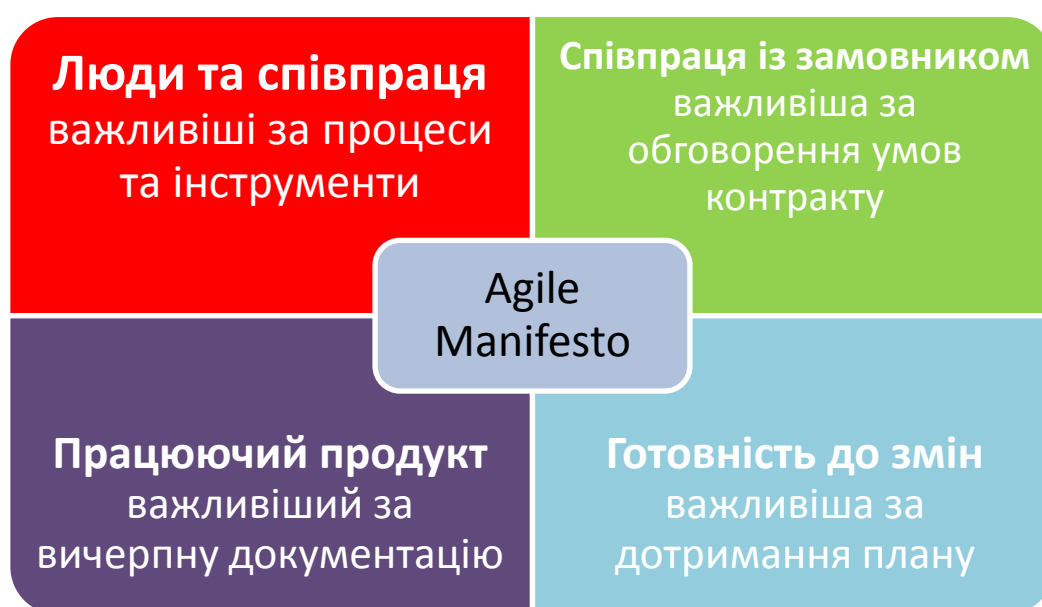 Люди та співпраця
важливіші за процеси
та інструменти
Співпраця із замовником
важливіша за
обговорення умов
контракту
Agile
Manifesto
Працюючий продукт
важливіший за
вичерпну документацію
Готовність до змін
важливіша за
дотримання плану